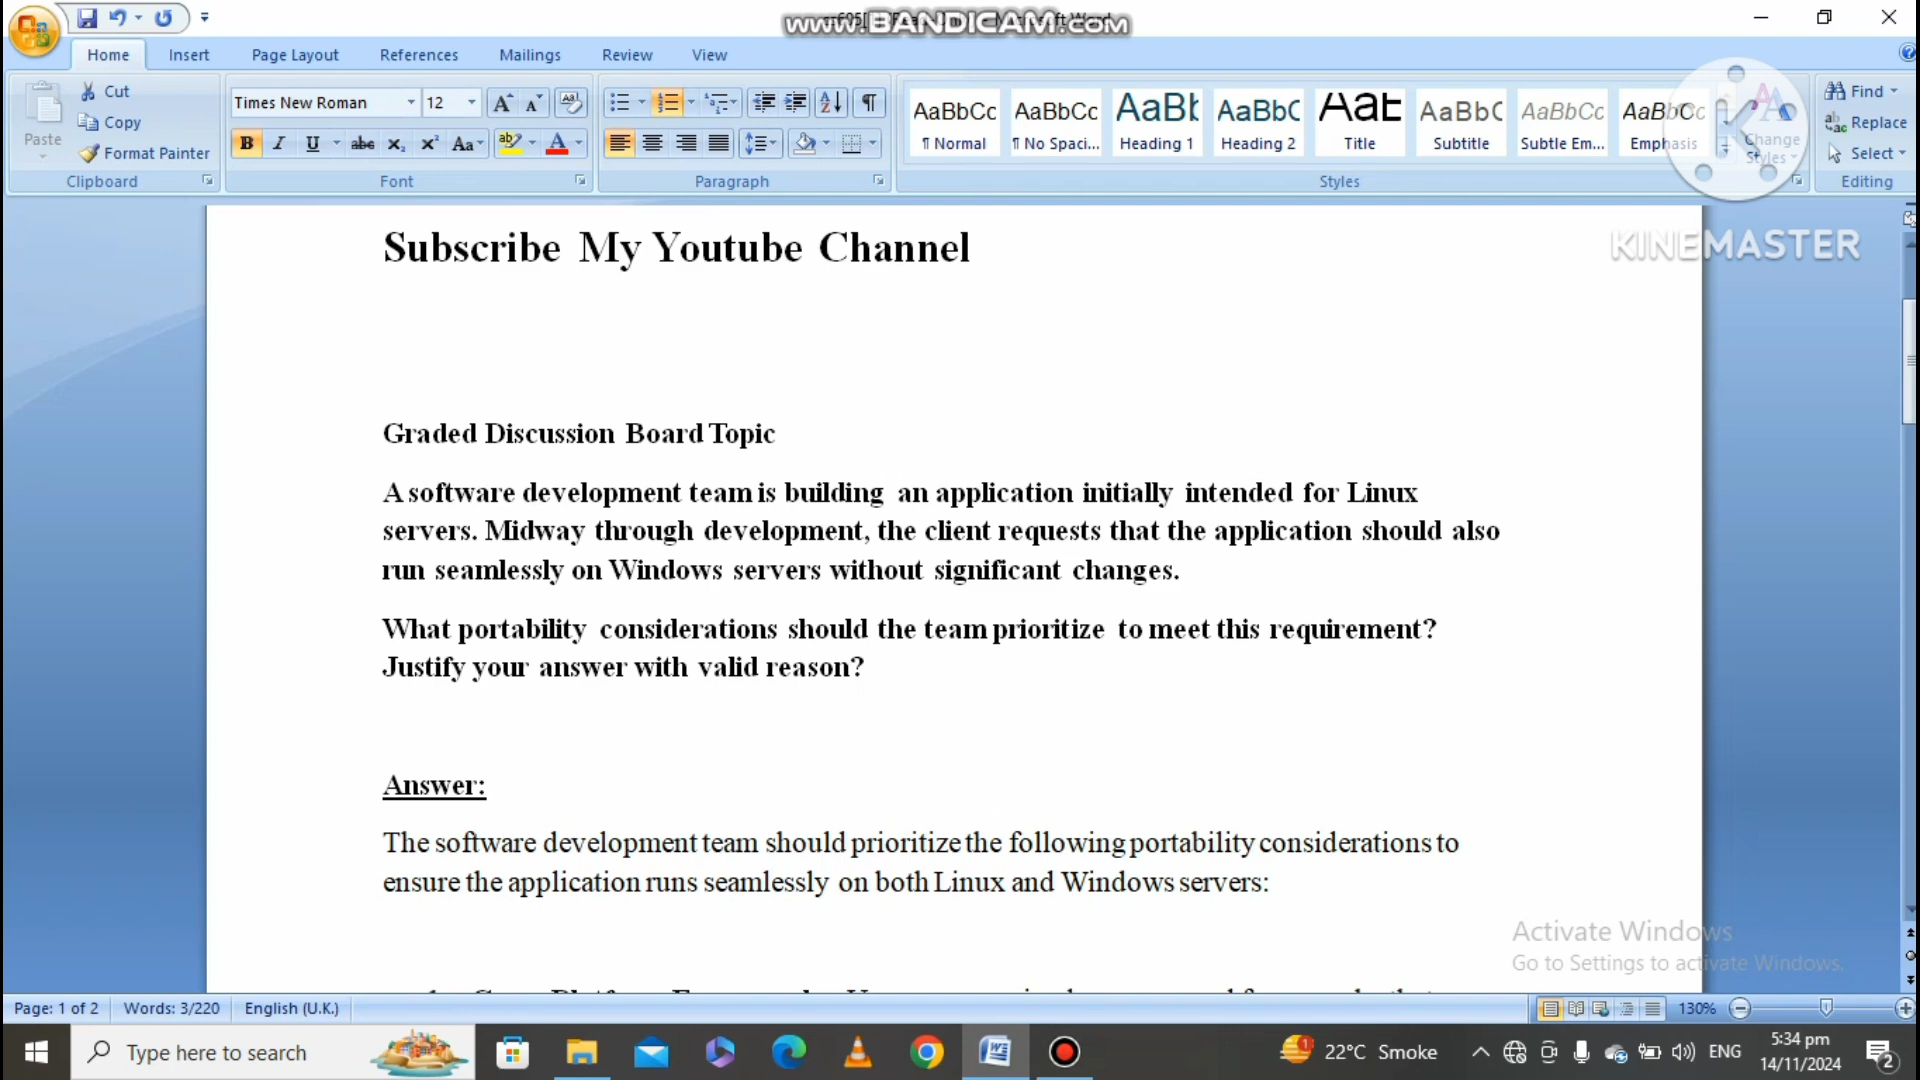 www.BANDICAM.com
Home Insert Page Layout References Mailings Review View
Paste
Cut
Copy
Format Painter
Clipboard
Times New Roman 12
Font
Paragraph
AaBbCc AaBbCc AaBb AaBbC Aab AaBbC AaBbCc AaBbCc
¶ Normal ¶ No Spaci... Heading 1 Heading 2 Title Subtitle Subtle Em... Emphasis
Change Styles
Styles
Find
Replace
Select
Editing
KINEMASTER
Subscribe My Youtube Channel
Graded Discussion Board Topic
A software development team is building an application initially intended for Linux
servers. Midway through development, the client requests that the application should also
run seamlessly on Windows servers without significant changes.
What portability considerations should the team prioritize to meet this requirement?
Justify your answer with valid reason?
Answer:
The software development team should prioritize the following portability considerations to
ensure the application runs seamlessly on both Linux and Windows servers:
Activate Windows
Go to Settings to activate Windows.
Page: 1 of 2 Words: 3/220 English (U.K.) 130%
Type here to search
22°C Smoke
ENG
5:34 pm
14/11/2024
2